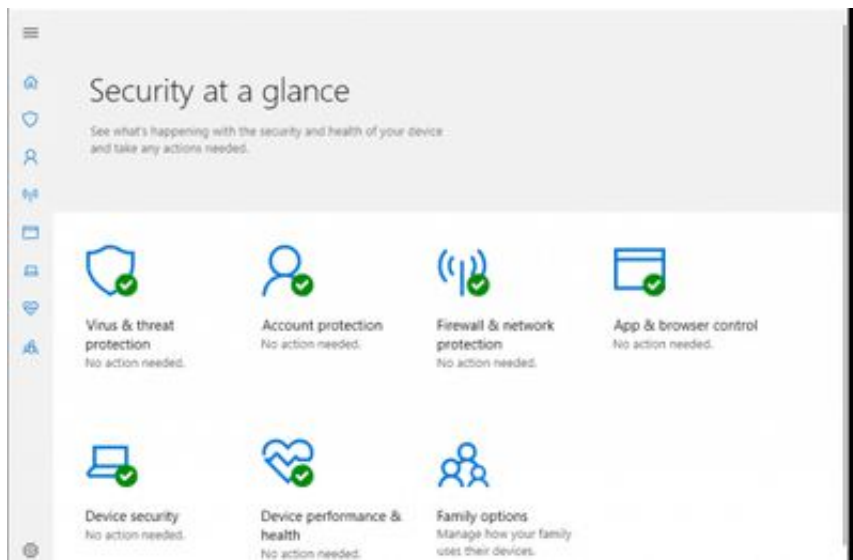 Security at a glance
See what's happening with the security and health of your device
and take any actions needed.
Virus & threat
protection
No action needed.
Account protection
No action needed.
Firewall & network
protection
No action needed.
App & browser control
No action needed.
Device security
No action needed.
Device performance &
health
No action needed.
Family options
Manage how your family
uses their devices.